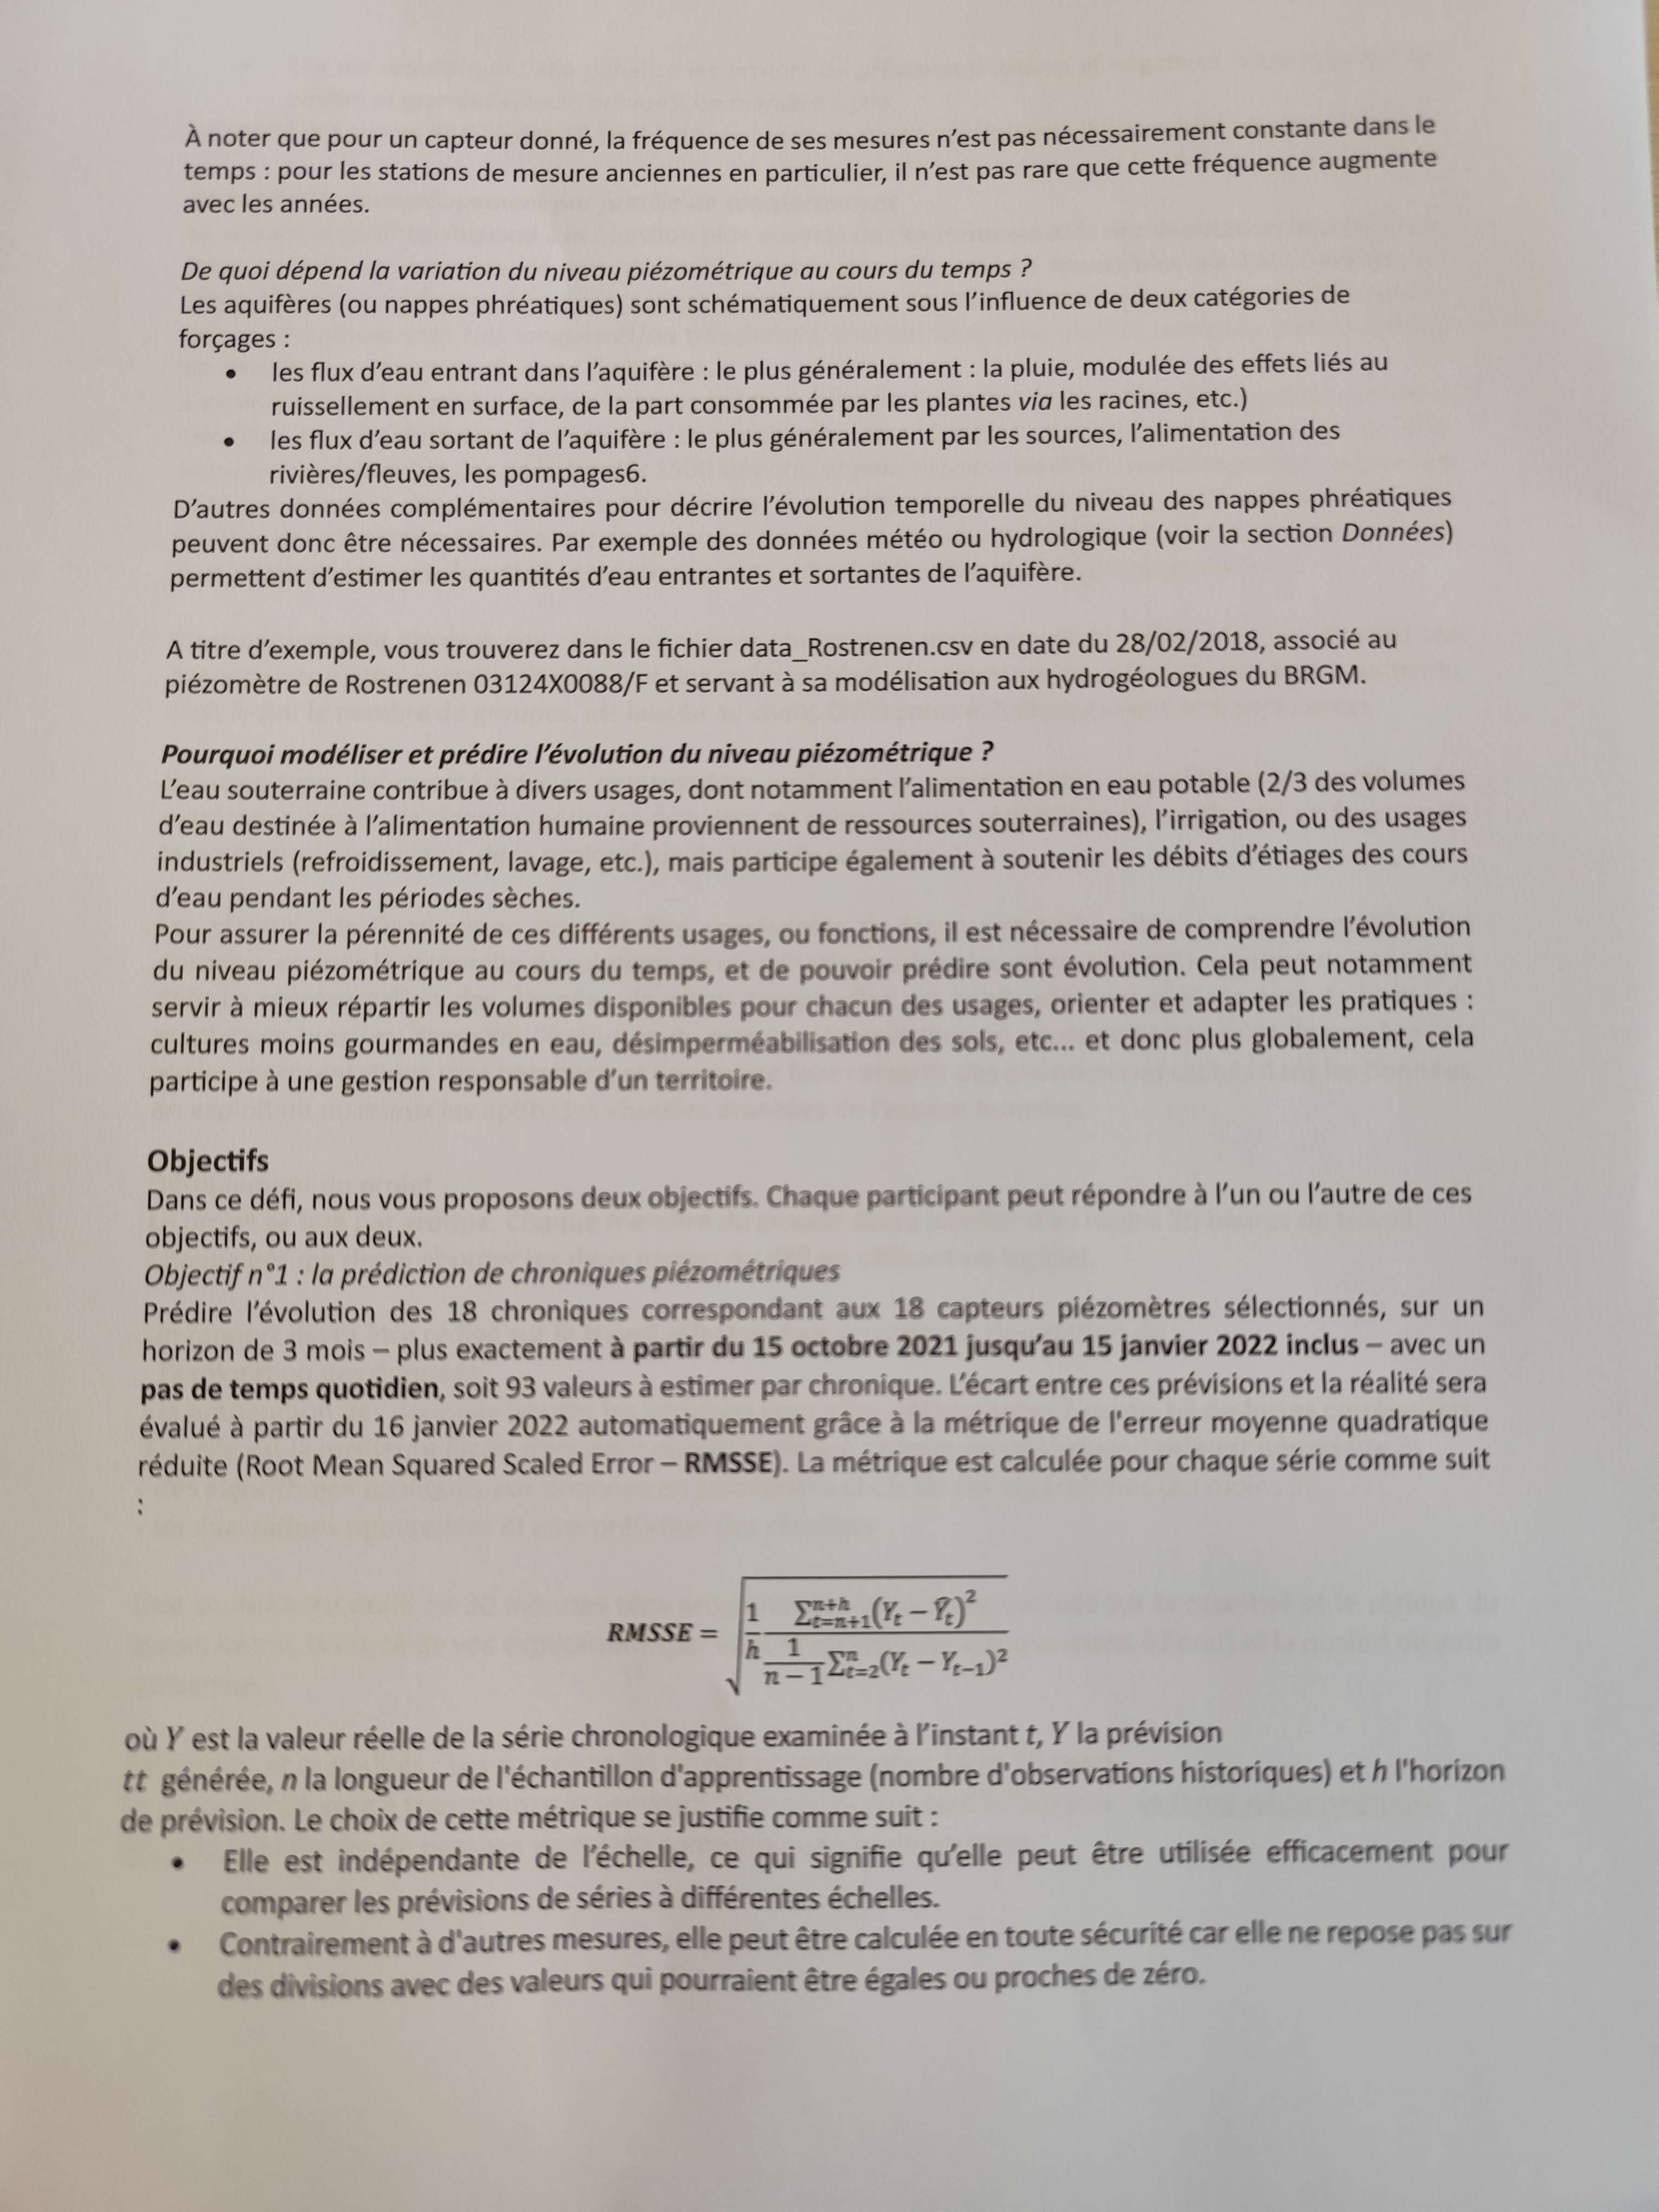 À noter que pour un capteur donné, la fréquence de ses mesures n'est pas nécessairement constante dans le
temps : pour les stations de mesure anciennes en particulier, il n'est pas rare que cette fréquence augmente
avec les années.
De quoi dépend la variation du niveau piézométrique au cours du temps ?
Les aquifères (ou nappes phréatiques) sont schématiquement sous l'influence de deux catégories de
forçages :
• les flux d'eau entrant dans l'aquifère : le plus généralement : la pluie, modulée des effets liés au
ruissellement en surface, de la part consommée par les plantes via les racines, etc.)
• les flux d'eau sortant de l'aquifère : le plus généralement par les sources, l'alimentation des
rivières/fleuves, les pompages6.
D'autres données complémentaires pour décrire l'évolution temporelle du niveau des nappes phréatiques
peuvent donc être nécessaires. Par exemple des données météo ou hydrologique (voir la section Données)
permettent d'estimer les quantités d'eau entrantes et sortantes de l'aquifère.
A titre d'exemple, vous trouverez dans le fichier data_Rostrenen.csv en date du 28/02/2018, associé au
piézomètre de Rostrenen 03124X0088/F et servant à sa modélisation aux hydrogéologues du BRGM.
Pourquoi modéliser et prédire l'évolution du niveau piézométrique ?
L'eau souterraine contribue à divers usages, dont notamment l'alimentation en eau potable (2/3 des volumes
d'eau destinée à l'alimentation humaine proviennent de ressources souterraines), l'irrigation, ou des usages
industriels (refroidissement, lavage, etc.), mais participe également à soutenir les débits d'étiages des cours
d'eau pendant les périodes sèches.
Pour assurer la pérennité de ces différents usages, ou fonctions, il est nécessaire de comprendre l'évolution
du niveau piézométrique au cours du temps, et de pouvoir prédire sont évolution. Cela peut notamment
servir à mieux répartir les volumes disponibles pour chacun des usages, orienter et adapter les pratiques :
cultures moins gourmandes en eau, désimperméabilisation des sols, etc... et donc plus globalement, cela
participe à une gestion responsable d'un territoire.
Objectifs
Dans ce défi, nous vous proposons deux objectifs. Chaque participant peut répondre à l'un ou l'autre de ces
objectifs, ou aux deux.
Objectif n°1 : la prédiction de chroniques piézométriques
Prédire l'évolution des 18 chroniques correspondant aux 18 capteurs piézomètres sélectionnés, sur un
horizon de 3 mois – plus exactement à partir du 15 octobre 2021 jusqu'au 15 janvier 2022 inclus – avec un
pas de temps quotidien, soit 93 valeurs à estimer par chronique. L'écart entre ces prévisions et la réalité sera
évalué à partir du 16 janvier 2022 automatiquement grâce à la métrique de l'erreur moyenne quadratique
réduite (Root Mean Squared Scaled Error – RMSSE). La métrique est calculée pour chaque série comme suit
:
RMSSE = √(1/h · Σ_{t=n+1}^{n+h}(Y_t − Ŷ_t)² / (1/(n − 1) Σ_{t=2}^{n}(Y_t − Y_{t−1})²))
où Y est la valeur réelle de la série chronologique examinée à l'instant t, Y la prévision
tt générée, n la longueur de l'échantillon d'apprentissage (nombre d'observations historiques) et h l'horizon
de prévision. Le choix de cette métrique se justifie comme suit :
• Elle est indépendante de l'échelle, ce qui signifie qu'elle peut être utilisée efficacement pour
comparer les prévisions de séries à différentes échelles.
• Contrairement à d'autres mesures, elle peut être calculée en toute sécurité car elle ne repose pas sur
des divisions avec des valeurs qui pourraient être égales ou proches de zéro.